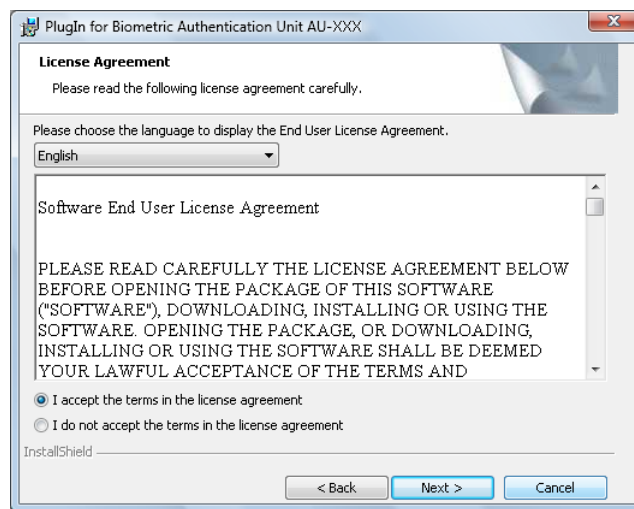 PlugIn for Biometric Authentication Unit AU-XXX
License Agreement
Please read the following license agreement carefully.
Please choose the language to display the End User License Agreement.
English
Software End User License Agreement
PLEASE READ CAREFULLY THE LICENSE AGREEMENT BELOW
BEFORE OPENING THE PACKAGE OF THIS SOFTWARE
("SOFTWARE"), DOWNLOADING, INSTALLING OR USING THE
SOFTWARE. OPENING THE PACKAGE, OR DOWNLOADING,
INSTALLING OR USING THE SOFTWARE SHALL BE DEEMED
YOUR LAWFUL ACCEPTANCE OF THE TERMS AND
I accept the terms in the license agreement
I do not accept the terms in the license agreement
InstallShield
< Back Next > Cancel